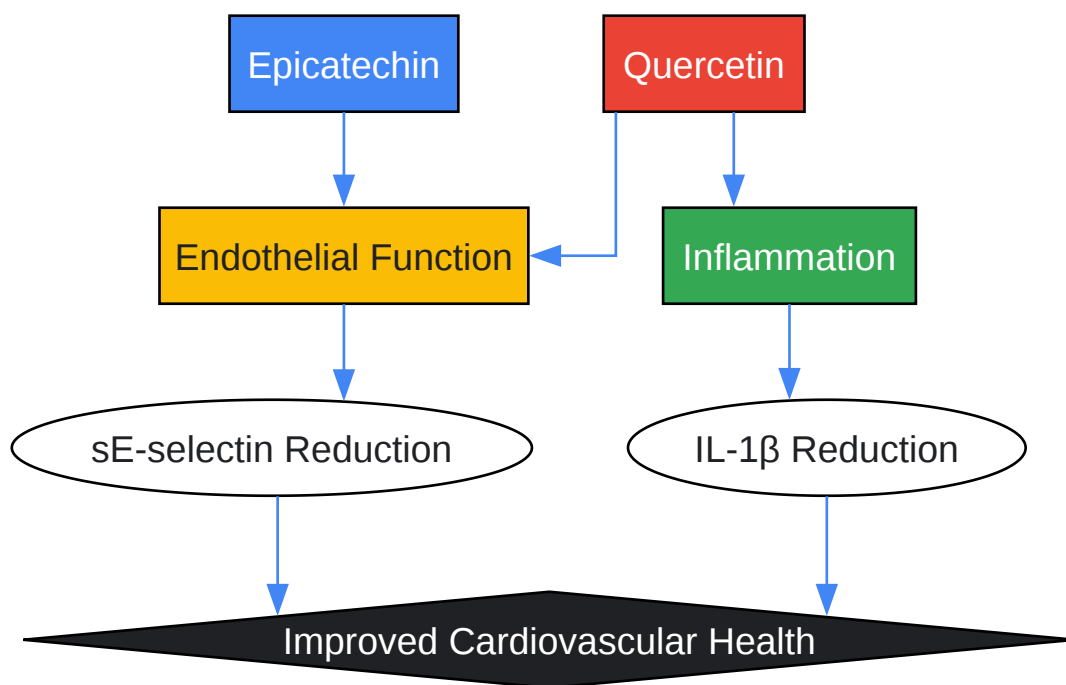 Epicatechin
Quercetin
Endothelial Function
Inflammation
sE-selectin Reduction
IL-1β Reduction
Improved Cardiovascular Health